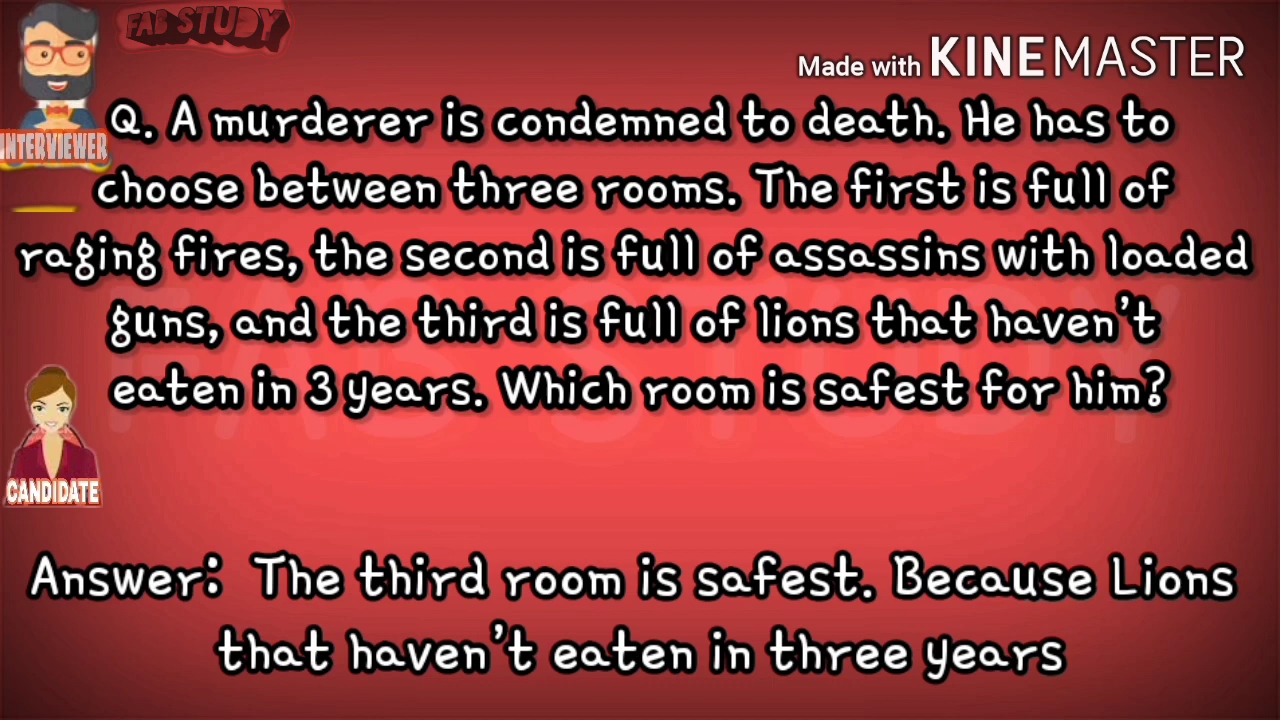 FAB STUDY
Made with KINEMASTER
INTERVIEWER
Q. A murderer is condemned to death. He has to
choose between three rooms. The first is full of
raging fires, the second is full of assassins with loaded
guns, and the third is full of lions that haven't
eaten in 3 years. Which room is safest for him?
FAB STUDY
CANDIDATE
Answer: The third room is safest. Because Lions
that haven't eaten in three years